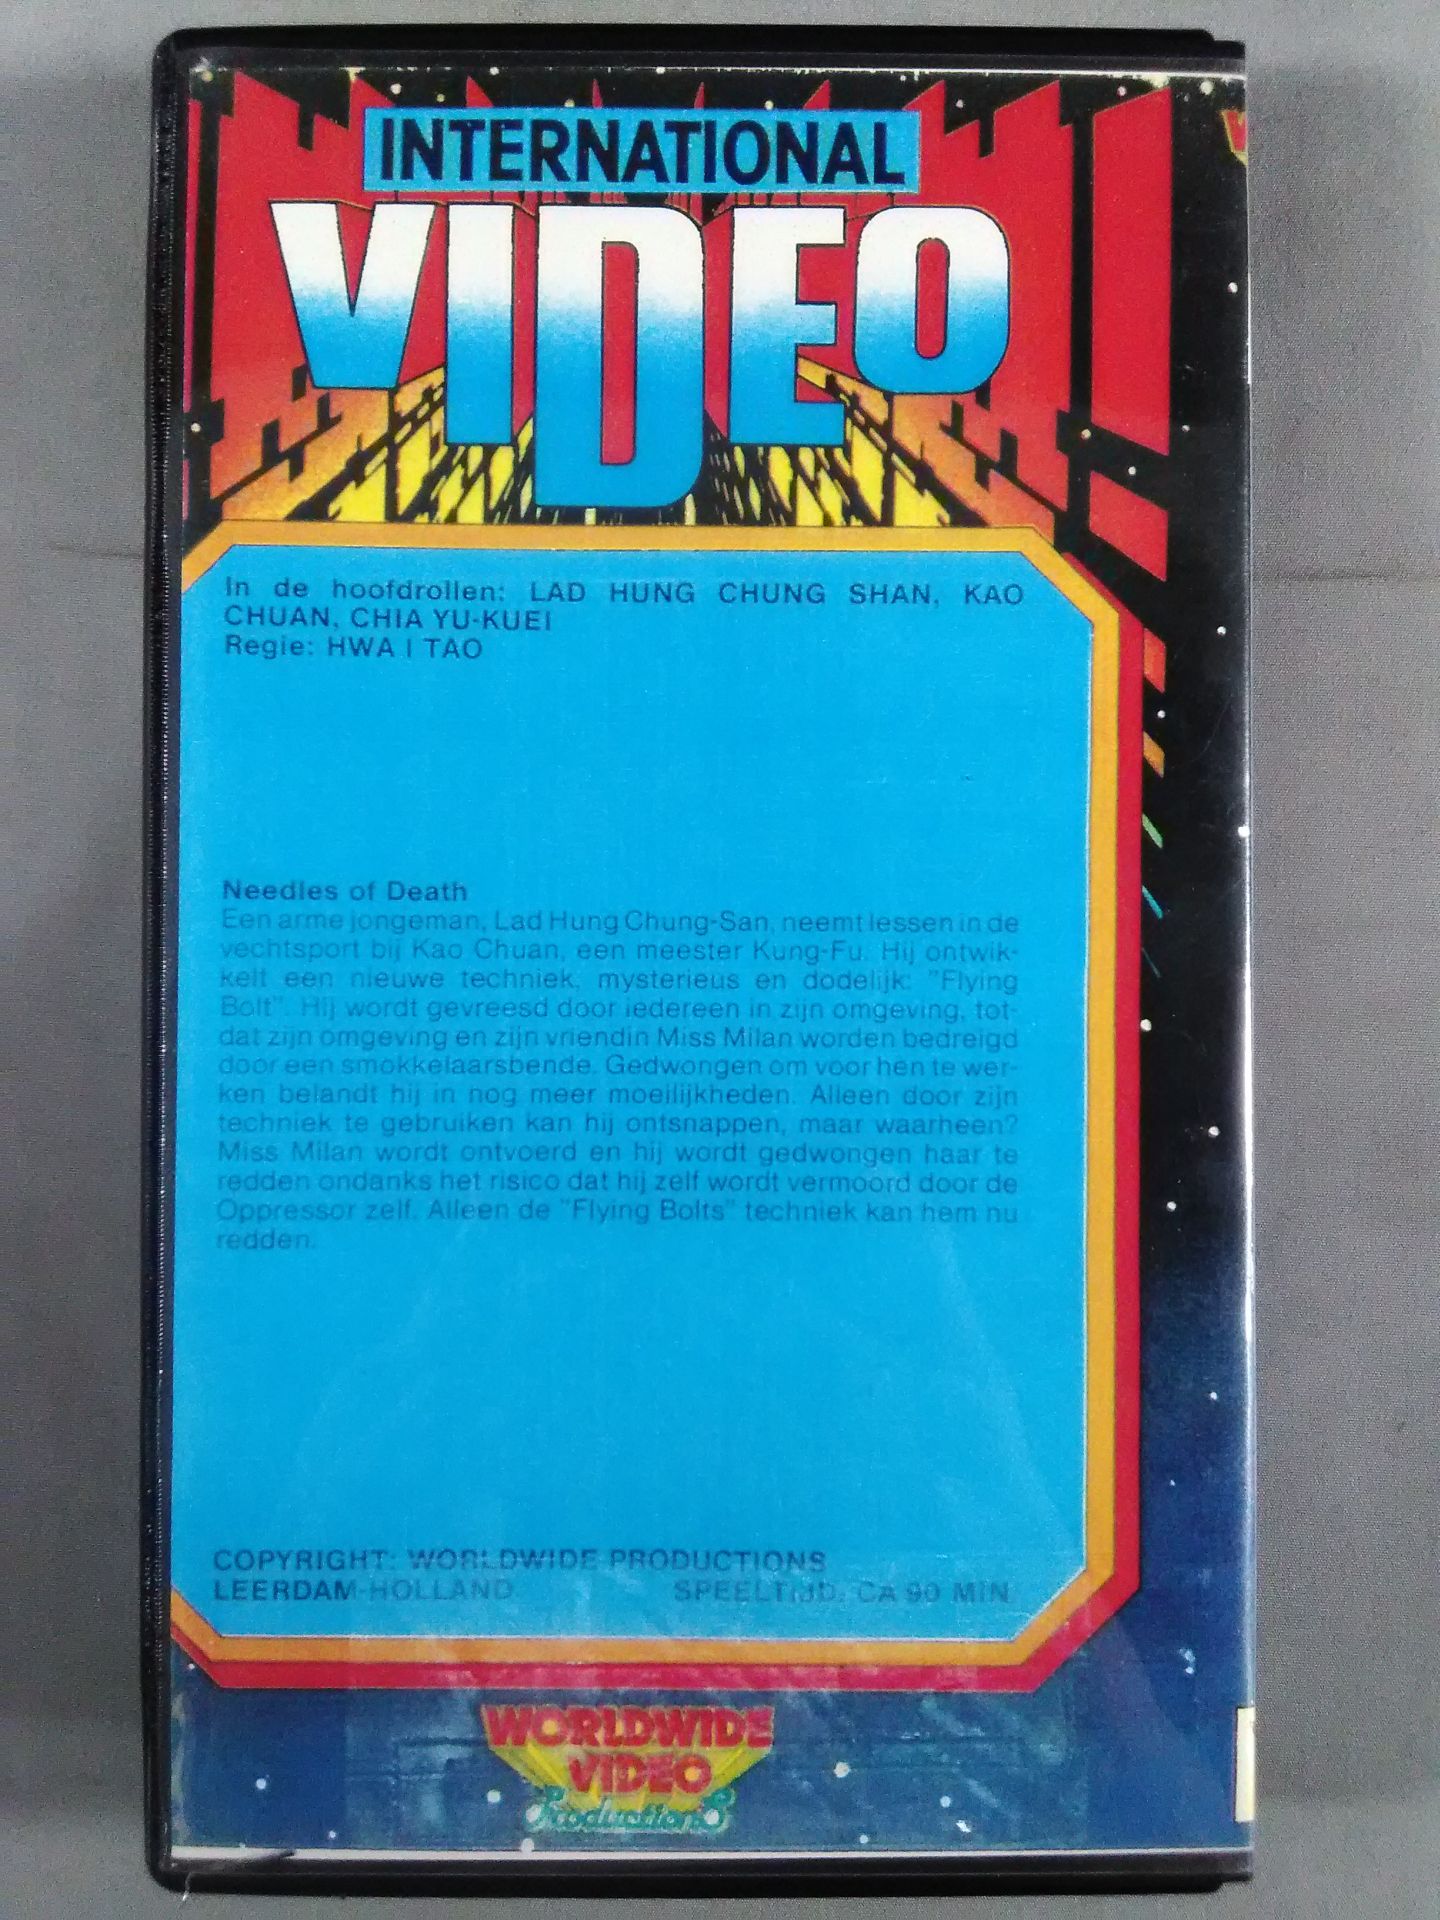 INTERNATIONAL
VIDEO
In de hoofdrollen: LAD HUNG CHUNG SHAN, KAO
CHUAN, CHIA YU-KUEI
Regie: HWA I TAO
Needles of Death
Een arme jongeman, Lad Hung Chung-San, neemt lessen in de
vechtsport bij Kao Chuan, een meester Kung-Fu. Hij ontwik-
kelt een nieuwe techniek, mysterieus en dodelijk: "Flying
Bolt". Hij wordt gevreesd door iedereen in zijn omgeving, tot-
dat zijn omgeving en zijn vriendin Miss Milan worden bedreigd
door een smokkelaarsbende. Gedwongen om voor hen te wer-
ken belandt hij in nog meer moeilijkheden. Alleen door zijn
techniek te gebruiken kan hij ontsnappen, maar waarheen?
Miss Milan wordt ontvoerd en hij wordt gedwongen haar te
redden ondanks het risico dat hij zelf wordt vermoord door de
Oppressor zelf. Alleen de "Flying Bolts" techniek kan hem nu
redden.
COPYRIGHT: WORLDWIDE PRODUCTIONS
LEERDAM-HOLLAND SPEELTIJD: CA 90 MIN
WORLDWIDE
VIDEO
ProductionS